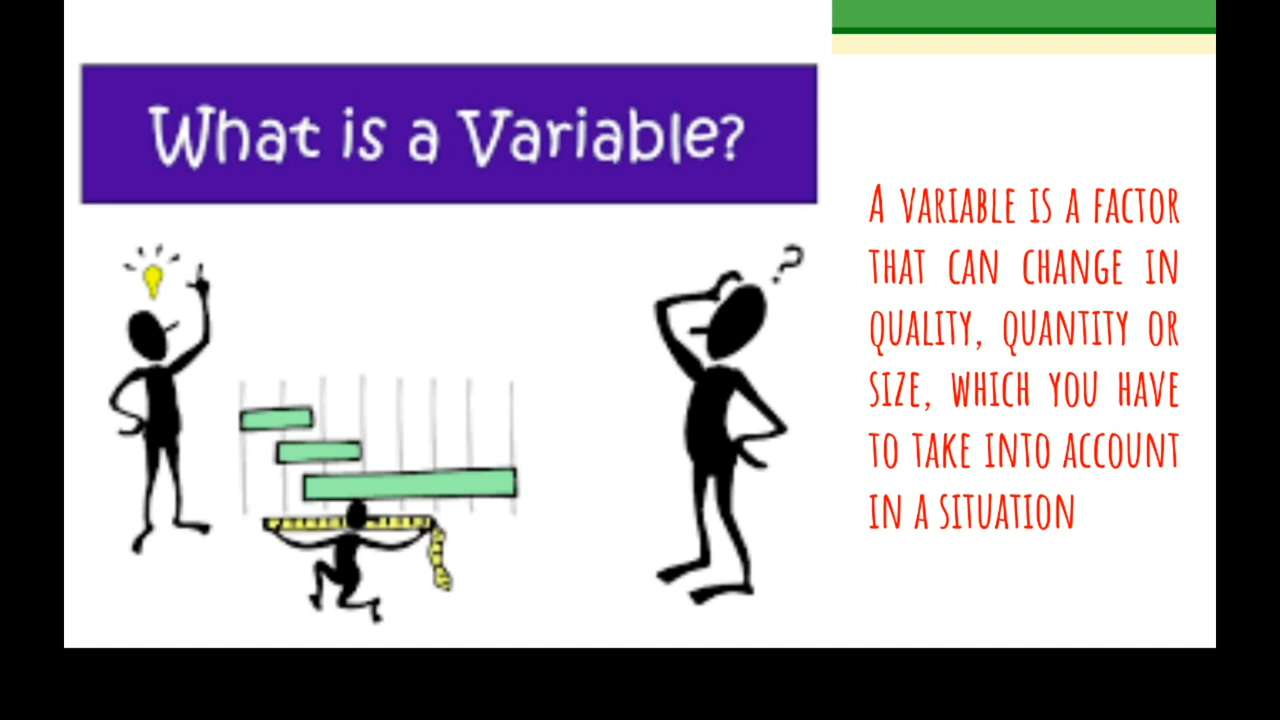 What is a Variable?
?
A VARIABLE IS A FACTOR
THAT CAN CHANGE IN
QUALITY, QUANTITY OR
SIZE, WHICH YOU HAVE
TO TAKE INTO ACCOUNT
IN A SITUATION